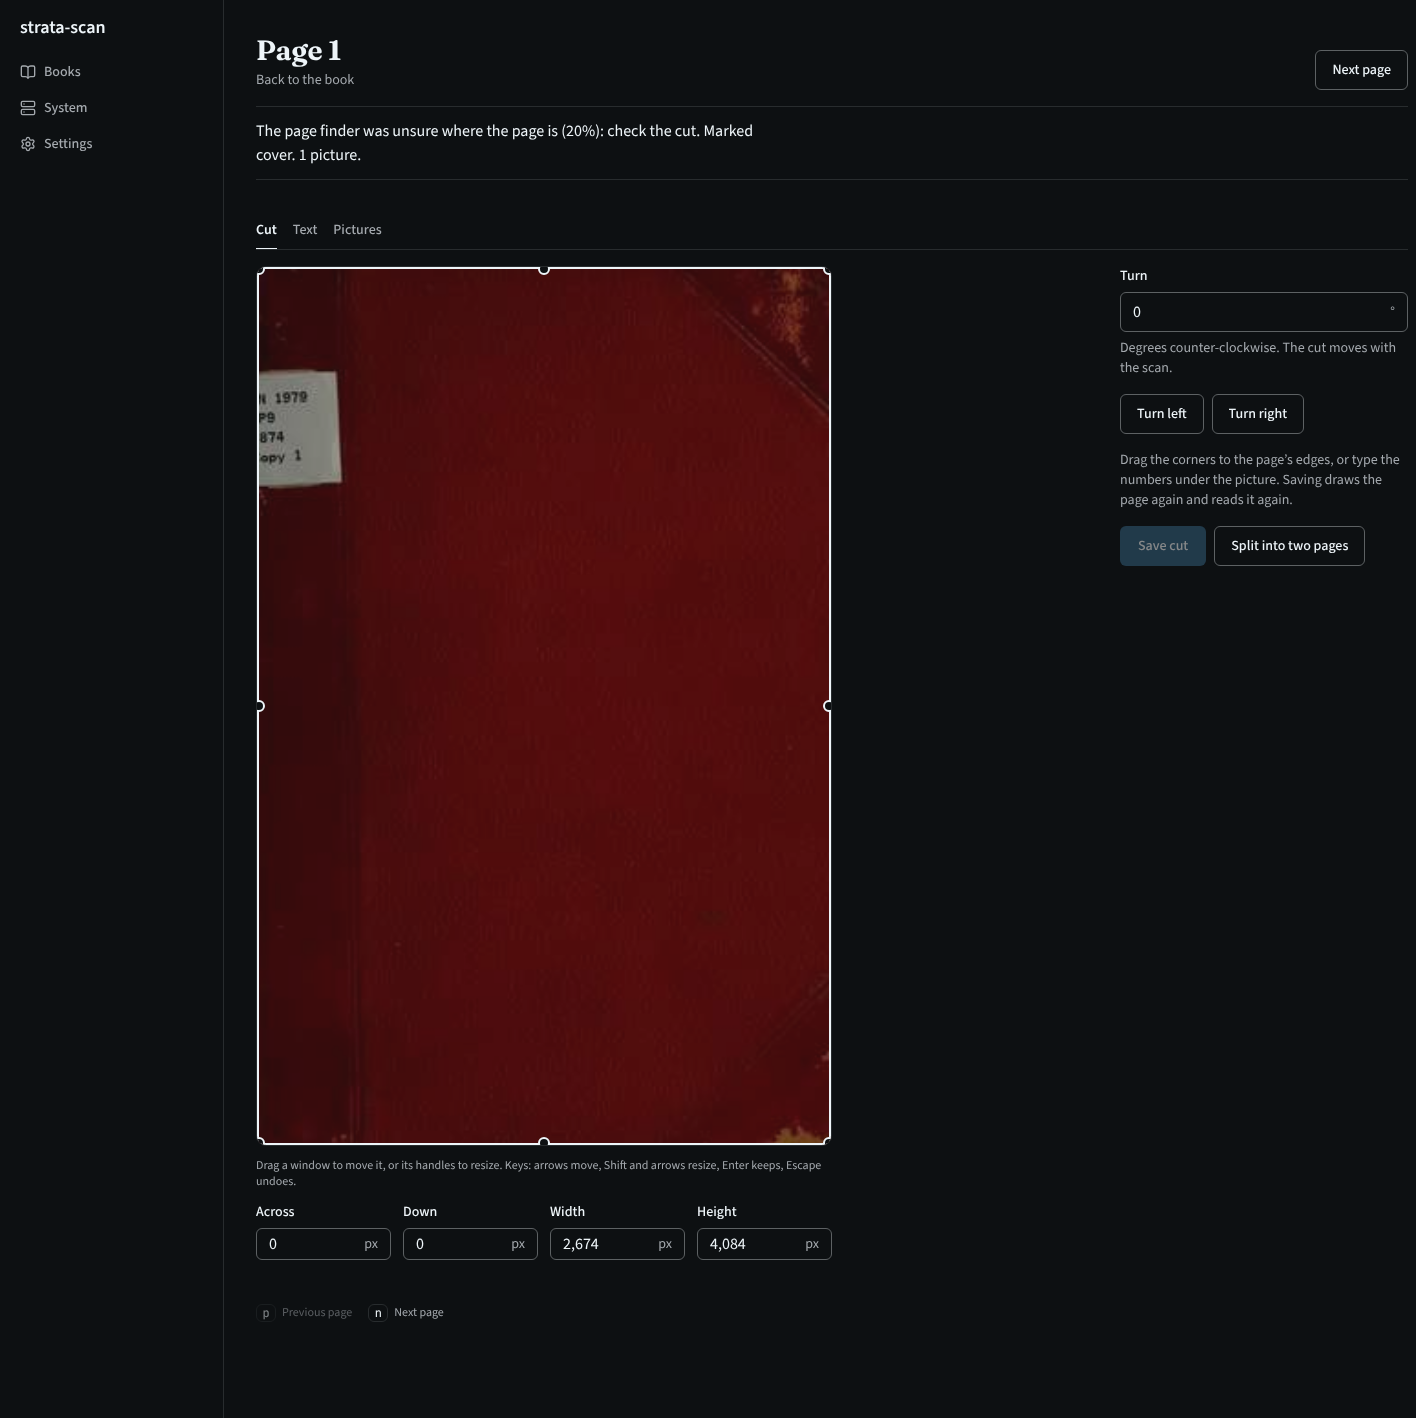 strata-scan
Books
System
Settings
Page 1
Back to the book
Next page
The page finder was unsure where the page is (20%): check the cut. Marked
cover. 1 picture.
Cut Text Pictures
N 1979
P9
874
opy 1
Turn
0 °
Degrees counter-clockwise. The cut moves with
the scan.
Turn left Turn right
Drag the corners to the page’s edges, or type the
numbers under the picture. Saving draws the
page again and reads it again.
Save cut Split into two pages
Drag a window to move it, or its handles to resize. Keys: arrows move, Shift and arrows resize, Enter keeps, Escape
undoes.
Across Down Width Height
0 px 0 px 2,674 px 4,084 px
p Previous page n Next page